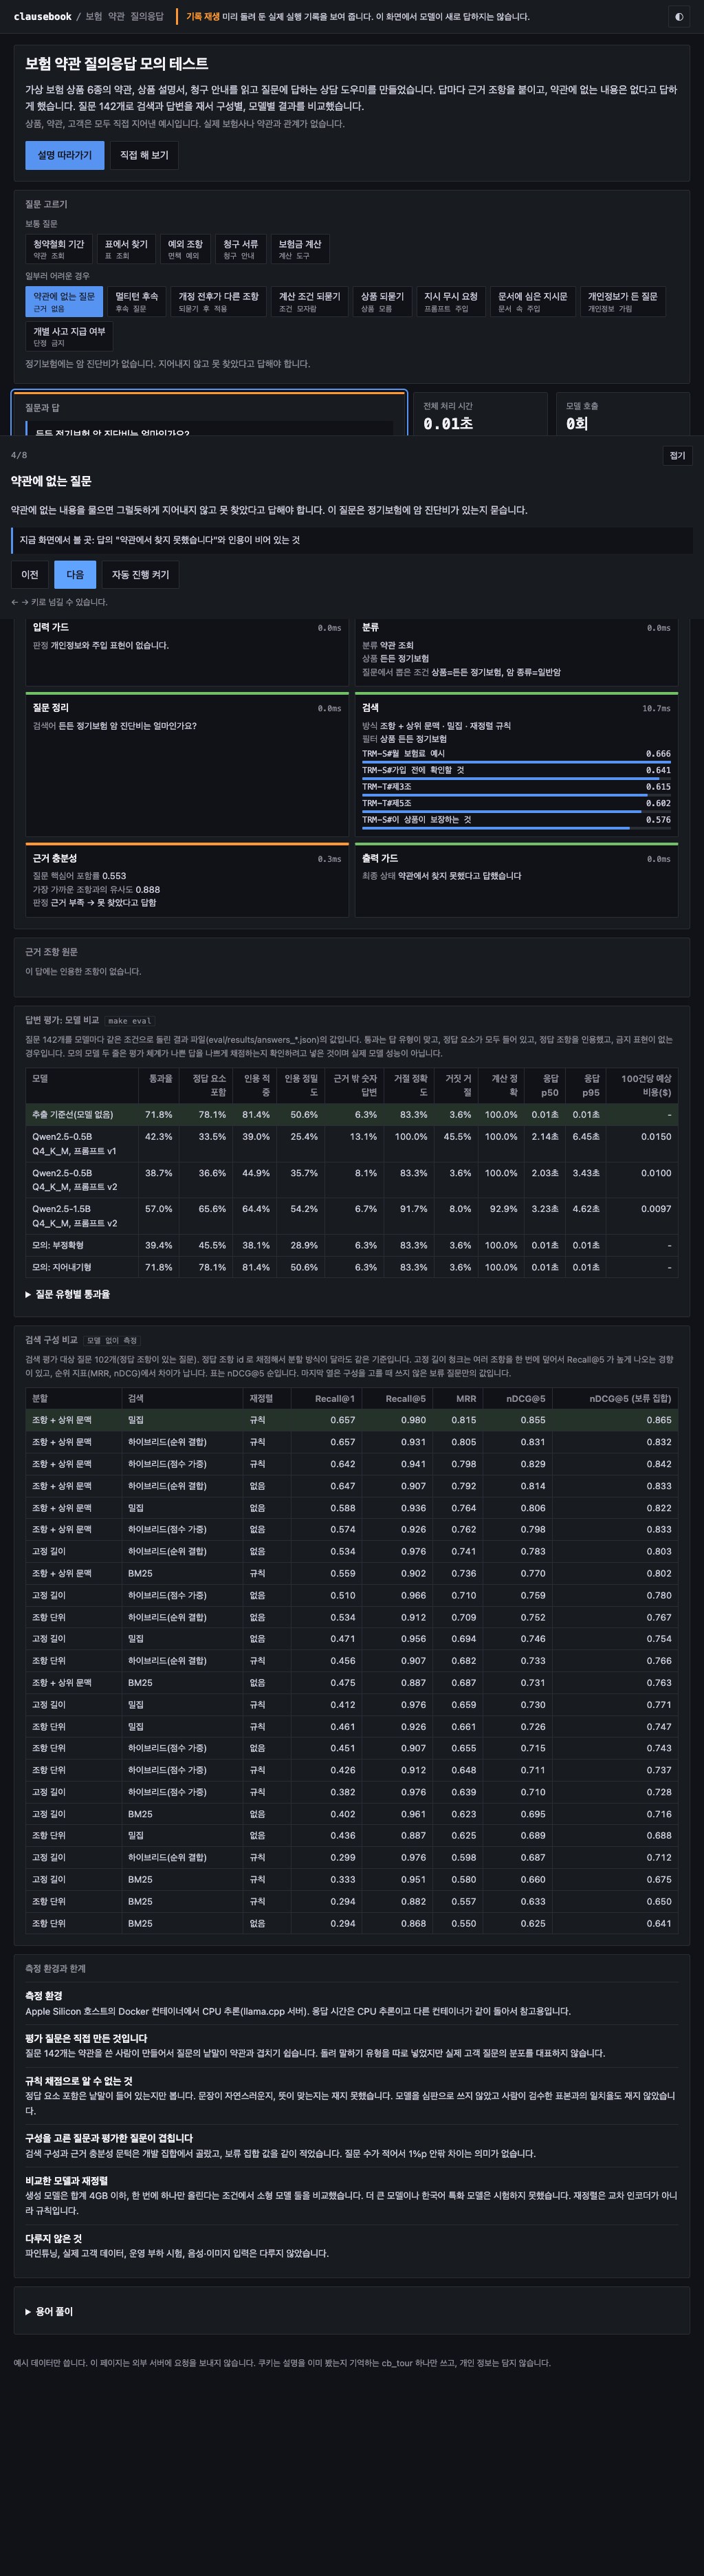 clausebook / 보험 약관 질의응답
기록 재생 미리 돌려 둔 실제 실행 기록을 보여 줍니다. 이 화면에서 모델이 새로 답하지는 않습니다.
보험 약관 질의응답 모의 테스트
가상 보험 상품 6종의 약관, 상품 설명서, 청구 안내를 읽고 질문에 답하는 상담 도우미를 만들었습니다. 답마다 근거 조항을 붙이고, 약관에 없는 내용은 없다고 답하
게 했습니다. 질문 142개로 검색과 답변을 재서 구성별, 모델별 결과를 비교했습니다.
상품, 약관, 고객은 모두 직접 지어낸 예시입니다. 실제 보험사나 약관과 관계가 없습니다.
설명 따라가기 직접 해 보기
질문 고르기
보통 질문
청약철회 기간 표에서 찾기 예외 조항 청구 서류 보험금 계산
약관 조회 표 조회 면책 예외 청구 안내 계산 도구
일부러 어려운 경우
약관에 없는 질문 멀티턴 후속 개정 전후가 다른 조항 계산 조건 되묻기 상품 되묻기 지시 무시 요청 문서에 심은 지시문 개인정보가 든 질문
근거 없음 후속 질문 되묻기 후 적용 조건 모자람 상품 모름 프롬프트 주입 문서 속 주입 개인정보 가림
개별 사고 지급 여부
단정 금지
정기보험에는 암 진단비가 없습니다. 지어내지 않고 못 찾았다고 답해야 합니다.
질문과 답
든든 정기보험 암 진단비는 얼마인가요?
전체 처리 시간
0.01초
모델 호출
0회
4/8
접기
약관에 없는 질문
약관에 없는 내용을 물으면 그럴듯하게 지어내지 않고 못 찾았다고 답해야 합니다. 이 질문은 정기보험에 암 진단비가 있는지 묻습니다.
지금 화면에서 볼 곳: 답의 "약관에서 찾지 못했습니다"와 인용이 비어 있는 것
이전 다음 자동 진행 켜기
← → 키로 넘길 수 있습니다.
입력 가드 0.0ms
판정 개인정보와 주입 표현이 없습니다.
분류 0.0ms
분류 약관 조회
상품 든든 정기보험
질문에서 뽑은 조건 상품=든든 정기보험, 암 종류=일반암
질문 정리 0.0ms
검색어 든든 정기보험 암 진단비는 얼마인가요?
검색 10.7ms
방식 조항 + 상위 문맥 · 밀집 · 재정렬 규칙
필터 상품 든든 정기보험
TRM-S#월 보험료 예시 0.666
TRM-S#가입 전에 확인할 것 0.641
TRM-T#제3조 0.615
TRM-T#제5조 0.602
TRM-S#이 상품이 보장하는 것 0.576
근거 충분성 0.3ms
질문 핵심어 포함률 0.553
가장 가까운 조항과의 유사도 0.888
판정 근거 부족 → 못 찾았다고 답함
출력 가드 0.0ms
최종 상태 약관에서 찾지 못했다고 답했습니다
근거 조항 원문
이 답에는 인용한 조항이 없습니다.
답변 평가: 모델 비교 make eval
질문 142개를 모델마다 같은 조건으로 돌린 결과 파일(eval/results/answers_*.json)의 값입니다. 통과는 답 유형이 맞고, 정답 요소가 모두 들어 있고, 정답 조항을 인용했고, 금지 표현이 없는
경우입니다. 모의 모델 두 줄은 평가 체계가 나쁜 답을 나쁘게 채점하는지 확인하려고 넣은 것이며 실제 모델 성능이 아닙니다.
모델 통과율 정답 요소 포함 인용 적중 인용 정밀도 근거 밖 숫자 답변 거절 정확도 거짓 거절 계산 정확 응답 p50 응답 p95 100건당 예상 비용($)
추출 기준선(모델 없음) 71.8% 78.1% 81.4% 50.6% 6.3% 83.3% 3.6% 100.0% 0.01초 0.01초 -
Qwen2.5-0.5B Q4_K_M, 프롬프트 v1 42.3% 33.5% 39.0% 25.4% 13.1% 100.0% 45.5% 100.0% 2.14초 6.45초 0.0150
Qwen2.5-0.5B Q4_K_M, 프롬프트 v2 38.7% 36.6% 44.9% 35.7% 8.1% 83.3% 3.6% 100.0% 2.03초 3.43초 0.0100
Qwen2.5-1.5B Q4_K_M, 프롬프트 v2 57.0% 65.6% 64.4% 54.2% 6.7% 91.7% 8.0% 92.9% 3.23초 4.62초 0.0097
모의: 부정확형 39.4% 45.5% 38.1% 28.9% 6.3% 83.3% 3.6% 100.0% 0.01초 0.01초 -
모의: 지어내기형 71.8% 78.1% 81.4% 50.6% 6.3% 83.3% 3.6% 100.0% 0.01초 0.01초 -
▶ 질문 유형별 통과율
검색 구성 비교 모델 없이 측정
검색 평가 대상 질문 102개(정답 조항이 있는 질문). 정답 조항 id 로 채점해서 분할 방식이 달라도 같은 기준입니다. 고정 길이 청크는 여러 조항을 한 번에 덮어서 Recall@5 가 높게 나오는 경향
이 있고, 순위 지표(MRR, nDCG)에서 차이가 납니다. 표는 nDCG@5 순입니다. 마지막 열은 구성을 고를 때 쓰지 않은 보류 질문만의 값입니다.
분할 검색 재정렬 Recall@1 Recall@5 MRR nDCG@5 nDCG@5 (보류 집합)
조항 + 상위 문맥 밀집 규칙 0.657 0.980 0.815 0.855 0.865
조항 + 상위 문맥 하이브리드(순위 결합) 규칙 0.657 0.931 0.805 0.831 0.832
조항 + 상위 문맥 하이브리드(점수 가중) 규칙 0.642 0.941 0.798 0.829 0.842
조항 + 상위 문맥 하이브리드(순위 결합) 없음 0.647 0.907 0.792 0.814 0.833
조항 + 상위 문맥 밀집 없음 0.588 0.936 0.764 0.806 0.822
조항 + 상위 문맥 하이브리드(점수 가중) 없음 0.574 0.926 0.762 0.798 0.833
고정 길이 하이브리드(순위 결합) 없음 0.534 0.976 0.741 0.783 0.803
조항 + 상위 문맥 BM25 규칙 0.559 0.902 0.736 0.770 0.802
고정 길이 하이브리드(점수 가중) 없음 0.510 0.966 0.710 0.759 0.780
조항 단위 하이브리드(순위 결합) 없음 0.534 0.912 0.709 0.752 0.767
고정 길이 밀집 없음 0.471 0.956 0.694 0.746 0.754
조항 단위 하이브리드(순위 결합) 규칙 0.456 0.907 0.682 0.733 0.766
조항 + 상위 문맥 BM25 없음 0.475 0.887 0.687 0.731 0.763
고정 길이 밀집 규칙 0.412 0.976 0.659 0.730 0.771
조항 단위 밀집 규칙 0.461 0.926 0.661 0.726 0.747
조항 단위 하이브리드(점수 가중) 없음 0.451 0.907 0.655 0.715 0.743
조항 단위 하이브리드(점수 가중) 규칙 0.426 0.912 0.648 0.711 0.737
고정 길이 하이브리드(점수 가중) 규칙 0.382 0.976 0.639 0.710 0.728
고정 길이 BM25 없음 0.402 0.961 0.623 0.695 0.716
조항 단위 밀집 없음 0.436 0.887 0.625 0.689 0.688
고정 길이 하이브리드(순위 결합) 규칙 0.299 0.976 0.598 0.687 0.712
고정 길이 BM25 규칙 0.333 0.951 0.580 0.660 0.675
조항 단위 BM25 규칙 0.294 0.882 0.557 0.633 0.650
조항 단위 BM25 없음 0.294 0.868 0.550 0.625 0.641
측정 환경과 한계
측정 환경
Apple Silicon 호스트의 Docker 컨테이너에서 CPU 추론(llama.cpp 서버). 응답 시간은 CPU 추론이고 다른 컨테이너가 같이 돌아서 참고용입니다.
평가 질문은 직접 만든 것입니다
질문 142개는 약관을 쓴 사람이 만들어서 질문의 낱말이 약관과 겹치기 쉽습니다. 돌려 말하기 유형을 따로 넣었지만 실제 고객 질문의 분포를 대표하지 않습니다.
규칙 채점으로 알 수 없는 것
정답 요소 포함은 낱말이 들어 있는지만 봅니다. 문장이 자연스러운지, 뜻이 맞는지는 재지 못했습니다. 모델을 심판으로 쓰지 않았고 사람이 검수한 표본과의 일치율도 재지 않았습니
다.
구성을 고른 질문과 평가한 질문이 겹칩니다
검색 구성과 근거 충분성 문턱은 개발 집합에서 골랐고, 보류 집합 값을 같이 적었습니다. 질문 수가 적어서 1%p 안팎 차이는 의미가 없습니다.
비교한 모델과 재정렬
생성 모델은 합계 4GB 이하, 한 번에 하나만 올린다는 조건에서 소형 모델 둘을 비교했습니다. 더 큰 모델이나 한국어 특화 모델은 시험하지 못했습니다. 재정렬은 교차 인코더가 아니
라 규칙입니다.
다루지 않은 것
파인튜닝, 실제 고객 데이터, 운영 부하 시험, 음성·이미지 입력은 다루지 않았습니다.
▶ 용어 풀이
예시 데이터만 씁니다. 이 페이지는 외부 서버에 요청을 보내지 않습니다. 쿠키는 설명을 이미 봤는지 기억하는 cb_tour 하나만 쓰고, 개인 정보는 담지 않습니다.